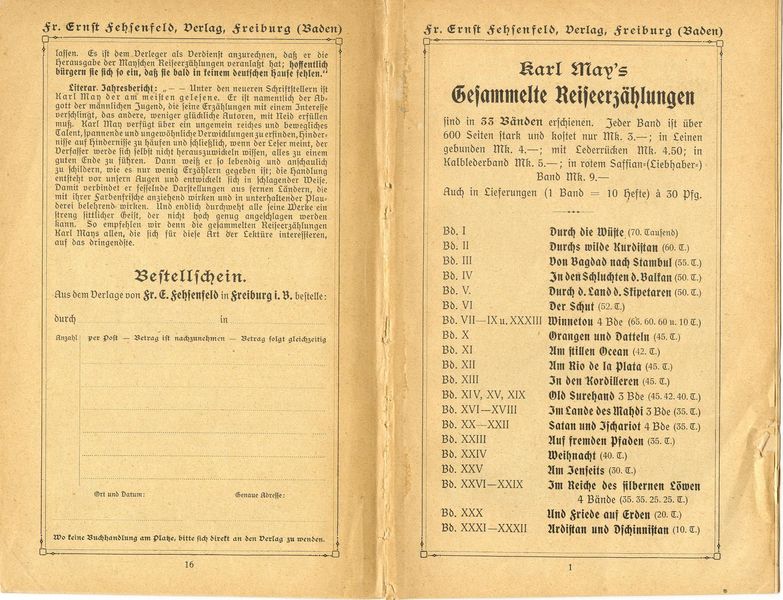 Fr. Ernst Fehsenfeld, Verlag, Freiburg (Baden)
lassen. Es ist dem Verleger als Verdienst anzurechnen, daß er die
Herausgabe der Mayschen Reiseerzählungen veranlaßt hat; hoffentlich
bürgern sie sich so ein, daß sie bald in keinem deutschen Hause fehlen.“
Literar. Jahresbericht: „— — Unter den neueren Schriftstellern ist
Karl May der am meisten gelesene. Er ist namentlich der Ab-
gott der männlichen Jugend, die seine Erzählungen mit einem Interesse
verschlingt, das andere, weniger glückliche Autoren, mit Neid erfüllen
muß. Karl May verfügt über ein ungemein reiches und bewegliches
Talent, spannende und ungewöhnliche Verwicklungen zu erfinden, Hinder-
nisse auf Hindernisse zu häufen und schließlich, wenn der Leser meint, der
Verfasser werde sich selbst nicht herauszuwickeln wissen, alles zu einem
guten Ende zu führen. Dann weiß er so lebendig und anschaulich
zu schildern, wie es nur wenig Erzählern gegeben ist; die Handlung
entsteht vor unsern Augen und entwickelt sich in schlagender Weise.
Damit verbindet er fesselnde Darstellungen aus fernen Ländern, die
mit ihrer Farbenfrische anziehend wirken und in unterhaltender Plau-
derei belehrend wirken. Und endlich durchweht alle seine Werke ein
streng sittlicher Geist, der nicht hoch genug angeschlagen werden
kann. So empfehlen wir denn die gesammelten Reiseerzählungen
Karl Mays allen, die sich für diese Art der Lektüre interessieren,
auf das dringendste.
Bestellschein.
Aus dem Verlage von Fr. E. Fehsenfeld in Freiburg i. B. bestelle:
durch in
Anzahl per Post — Betrag ist nachzunehmen — Betrag folgt gleichzeitig
Ort und Datum: Genaue Adresse:
Wo keine Buchhandlung am Platze, bitte sich direkt an den Verlag zu wenden.
16
Fr. Ernst Fehsenfeld, Verlag, Freiburg (Baden)
Karl May's
Gesammelte Reiseerzählungen
sind in 33 Bänden erschienen. Jeder Band ist über
600 Seiten stark und kostet nur Mk. 3.—; in Leinen
gebunden Mk. 4.—; mit Lederrücken Mk. 4.50; in
Kalblederband Mk. 5.—; in rotem Saffian-(Liebhaber-)
Band Mk. 9.—
Auch in Lieferungen (1 Band = 10 Hefte) à 30 Pfg.
Bd. I Durch die Wüste (70. Tausend)
Bd. II Durchs wilde Kurdistan (60. T.)
Bd. III Von Bagdad nach Stambul (55. T.)
Bd. IV In den Schluchten d. Balkan (50. T.)
Bd. V. Durch d. Land d. Skipetaren (50. T.)
Bd. VI Der Schut (52. T.)
Bd. VII—IX u. XXXIII Winnetou 4 Bde (65. 60. 60 u. 10 T.)
Bd. X Orangen und Datteln (45. T.)
Bd. XI Am stillen Ocean (42. T.)
Bd. XII Am Rio de la Plata (45. T.)
Bd. XIII In den Kordilleren (45. T.)
Bd. XIV, XV, XIX Old Surehand 3 Bde (45. 42. 40. T.)
Bd. XVI—XVIII Im Lande des Mahdi 3 Bde (35. T.)
Bd. XX—XXII Satan und Ischariot 4 Bde (35. T.)
Bd. XXIII Auf fremden Pfaden (35. T.)
Bd. XXIV Weihnacht (40. T.)
Bd. XXV Am Jenseits (30. T.)
Bd. XXVI—XXIX Im Reiche des silbernen Löwen
4 Bände (35. 35. 25. 25. T.)
Bd. XXX Und Friede auf Erden (20. T.)
Bd. XXXI—XXXII Ardistan und Dschinnistan (10. T.)
1